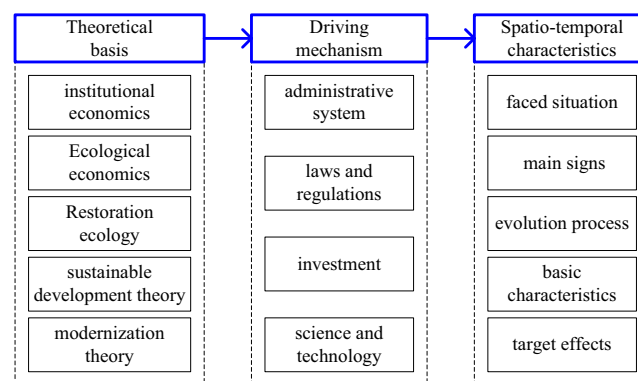 Theoretical
basis
institutional
economics
Ecological
economics
Restoration
ecology
sustainable
development theory
modernization
theory
Driving
mechanism
administrative
system
laws and
regulations
investment
science and
technology
Spatio-temporal
characteristics
faced situation
main signs
evolution process
basic
characteristics
target effects